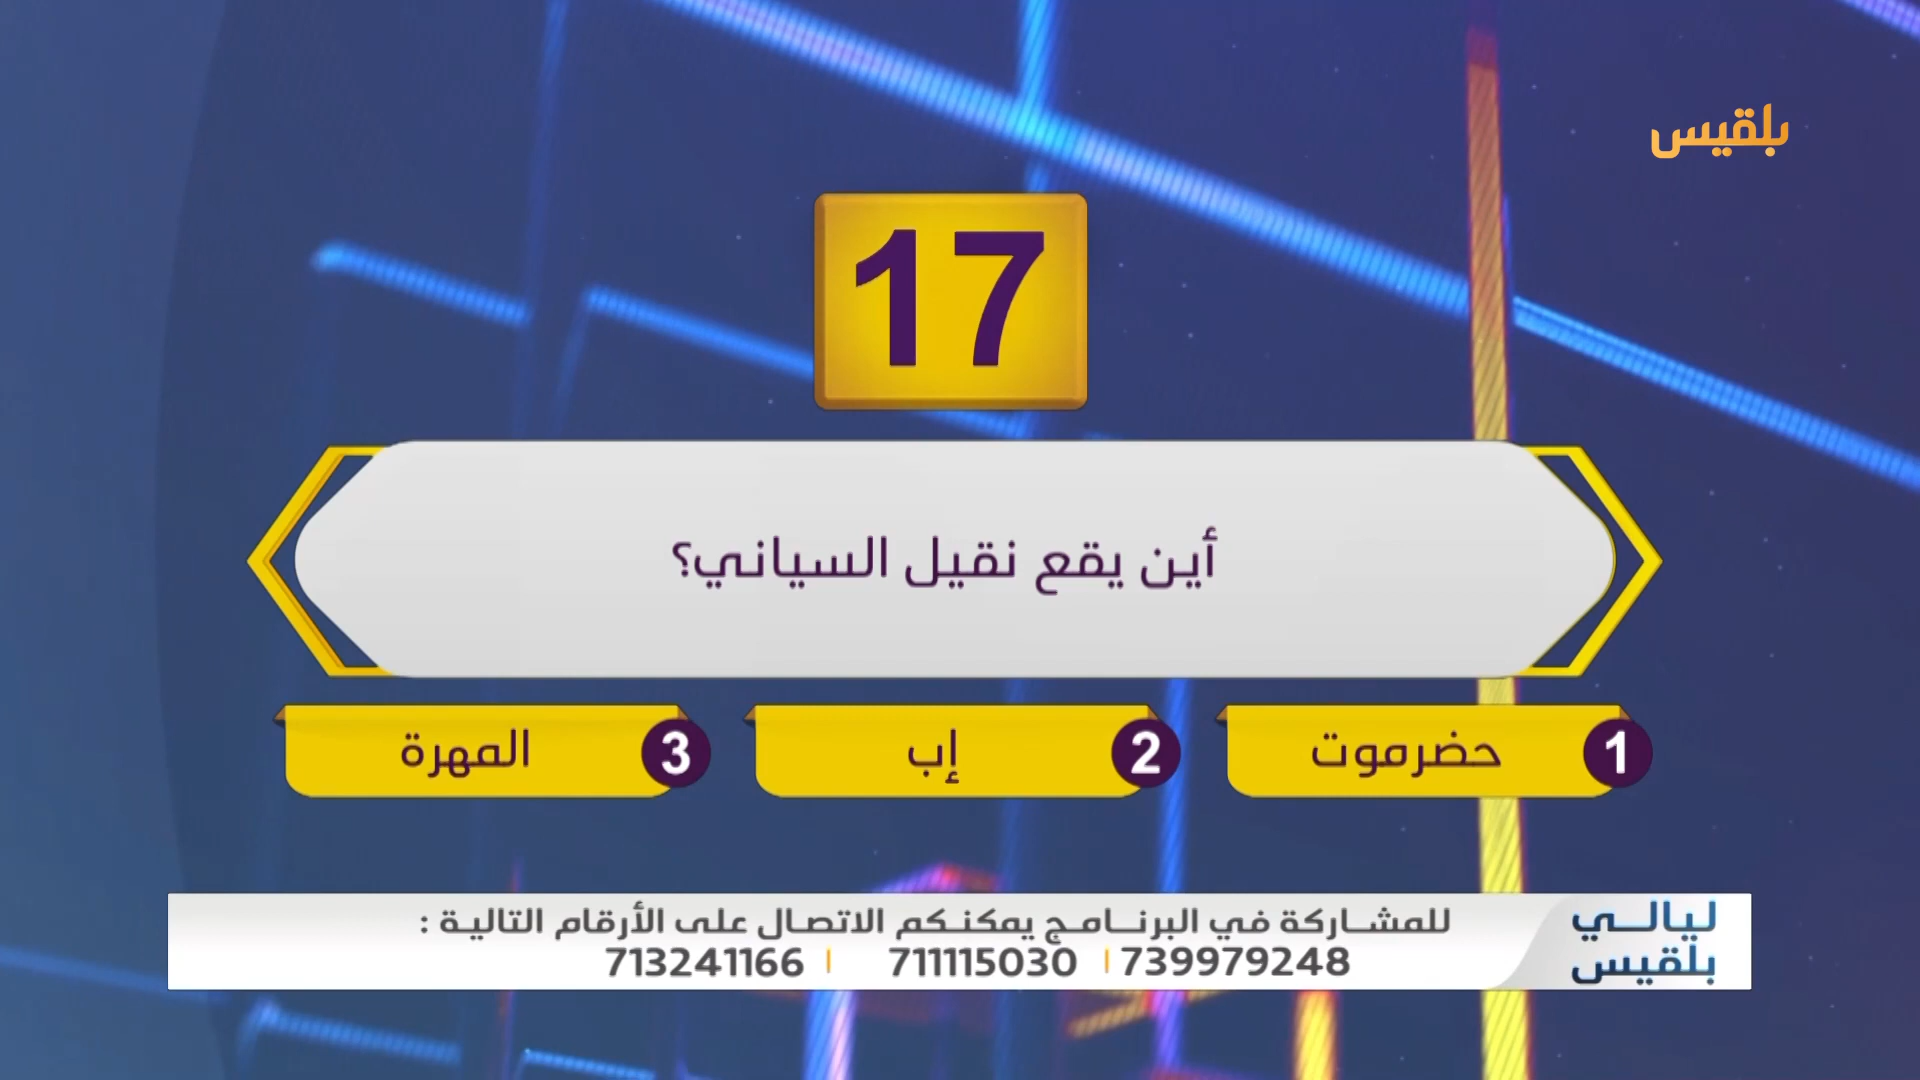 بلقيس
17
أين يقع نقيل السياني؟
1 حضرموت
2 إب
3 المهرة
ليالي بلقيس
للمشاركة في البرنامج يمكنكم الاتصال على الأرقام التالية :
739979248 | 711115030 | 713241166